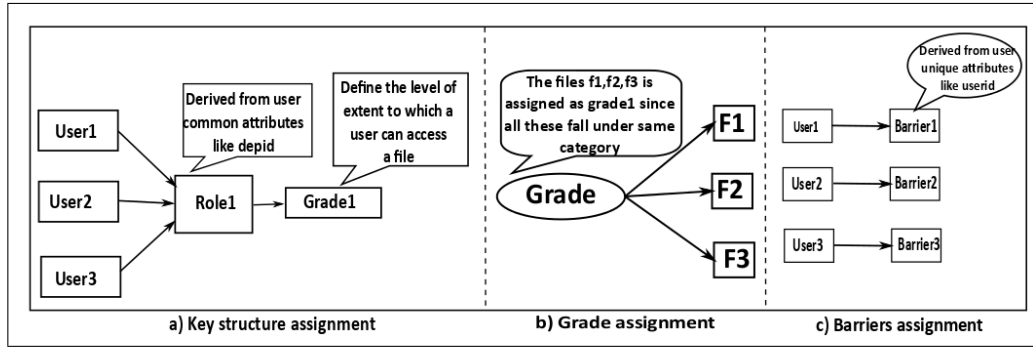 User1
User2
User3
Derived from user
common attributes
like depid
Role1
Define the level of
extent to which a
user can access
a file
Grade1
a) Key structure assignment
The files f1,f2,f3 is
assigned as grade1 since
all these fall under same
category
Grade
F1
F2
F3
b) Grade assignment
Derived from user
unique attributes
like userid
User1
Barrier1
User2
Barrier2
User3
Barrier3
c) Barriers assignment